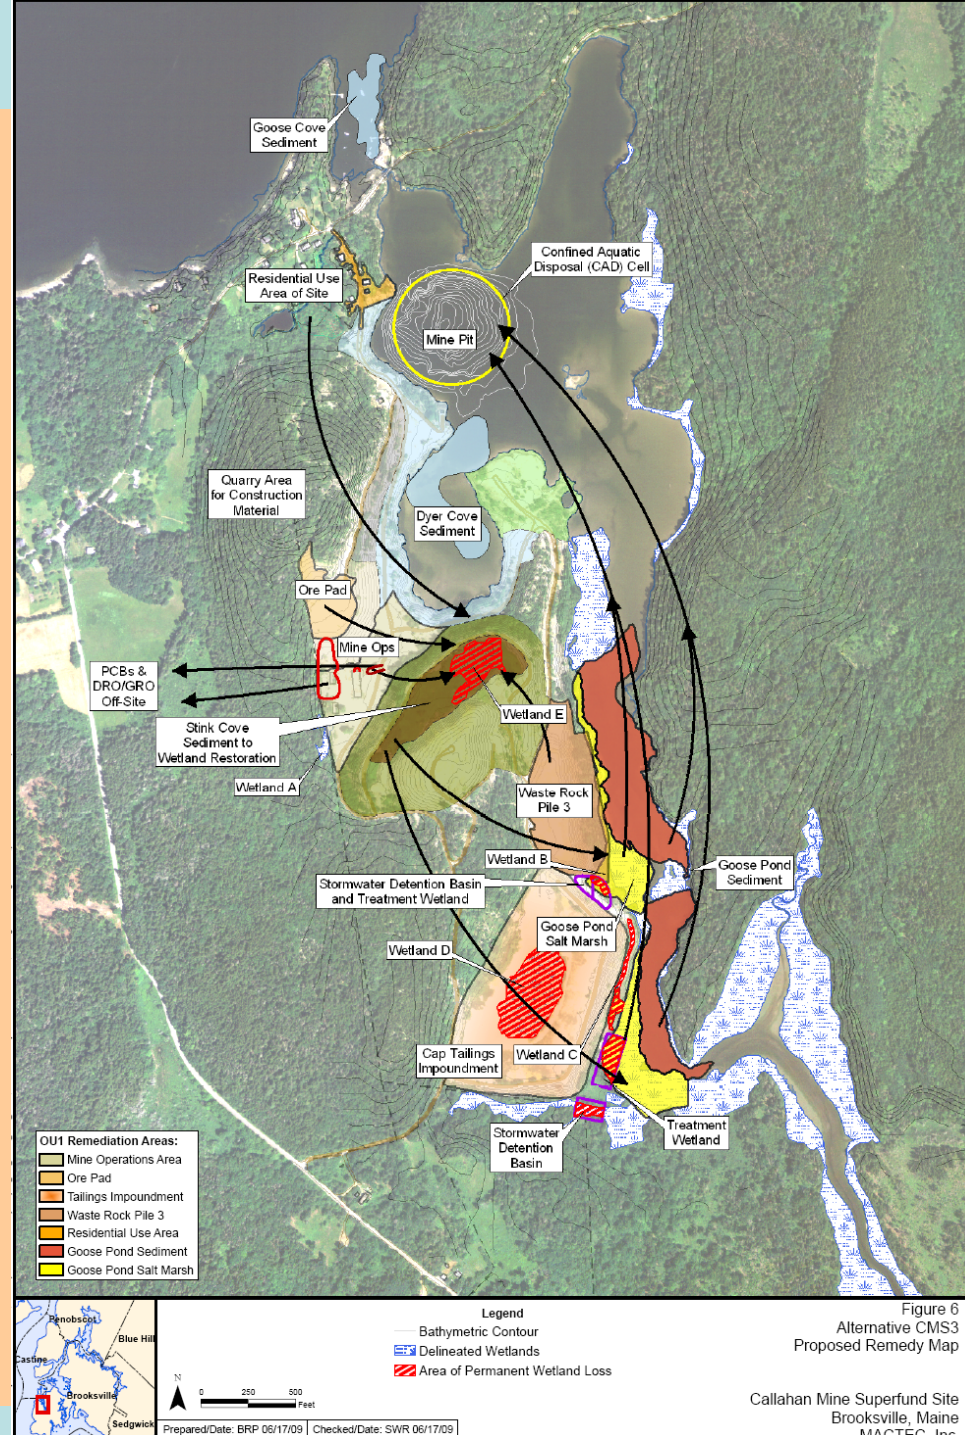 Goose Cove
Sediment
Confined Aquatic
Disposal (CAD) Cell
Residential Use
Area of Site
Mine Pit
Quarry Area
for Construction
Material
Dyer Cove
Sediment
Ore Pad
Mine Ops
PCBs &
DRO/GRO
Off-Site
Wetland E
Stink Cove
Sediment to
Wetland Restoration
Wetland A
Waste Rock
Pile 3
Wetland B
Goose Pond
Sediment
Stormwater Detention Basin
and Treatment Wetland
Goose Pond
Salt Marsh
Wetland D
Cap Tailings
Impoundment
Wetland C
Treatment
Wetland
Stormwater
Detention
Basin
OU1 Remediation Areas:
Mine Operations Area
Ore Pad
Tailings Impoundment
Waste Rock Pile 3
Residential Use Area
Goose Pond Sediment
Goose Pond Salt Marsh
Penobscot
Blue Hill
Castine
Brooksville
Sedgwick
N
0 250 500
Feet
Prepared/Date: BRP 06/17/09 Checked/Date: SWR 06/17/09
Legend
Bathymetric Contour
Delineated Wetlands
Area of Permanent Wetland Loss
Figure 6
Alternative CMS3
Proposed Remedy Map
Callahan Mine Superfund Site
Brooksville, Maine
MACTEC, Inc.